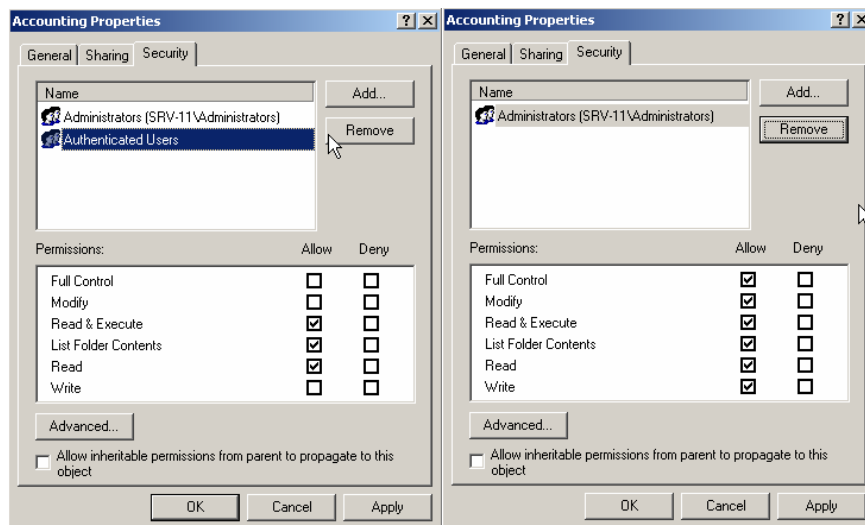 Accounting Properties
General
Sharing
Security
Name
Administrators (SRV-11\Administrators)
Authenticated Users
Add...
Remove
Permissions:
Allow
Deny
Full Control
Modify
Read & Execute
List Folder Contents
Read
Write
Advanced...
Allow inheritable permissions from parent to propagate to this
object
OK
Cancel
Apply
Accounting Properties
General
Sharing
Security
Name
Administrators (SRV-11\Administrators)
Add...
Remove
Permissions:
Allow
Deny
Full Control
Modify
Read & Execute
List Folder Contents
Read
Write
Advanced...
Allow inheritable permissions from parent to propagate to this
object
OK
Cancel
Apply